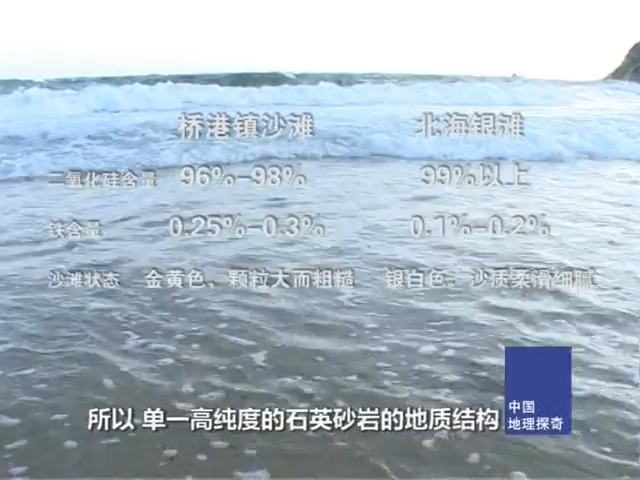 桥港镇沙滩 北海银滩
二氧化硅含量 96%-98% 99%以上
铁含量 0.25%-0.3% 0.1%-0.2%
沙滩状态 金黄色、颗粒大而粗糙 银白色、沙质柔滑细腻
所以 单一高纯度的石英砂岩的地质结构
中国
地理探奇